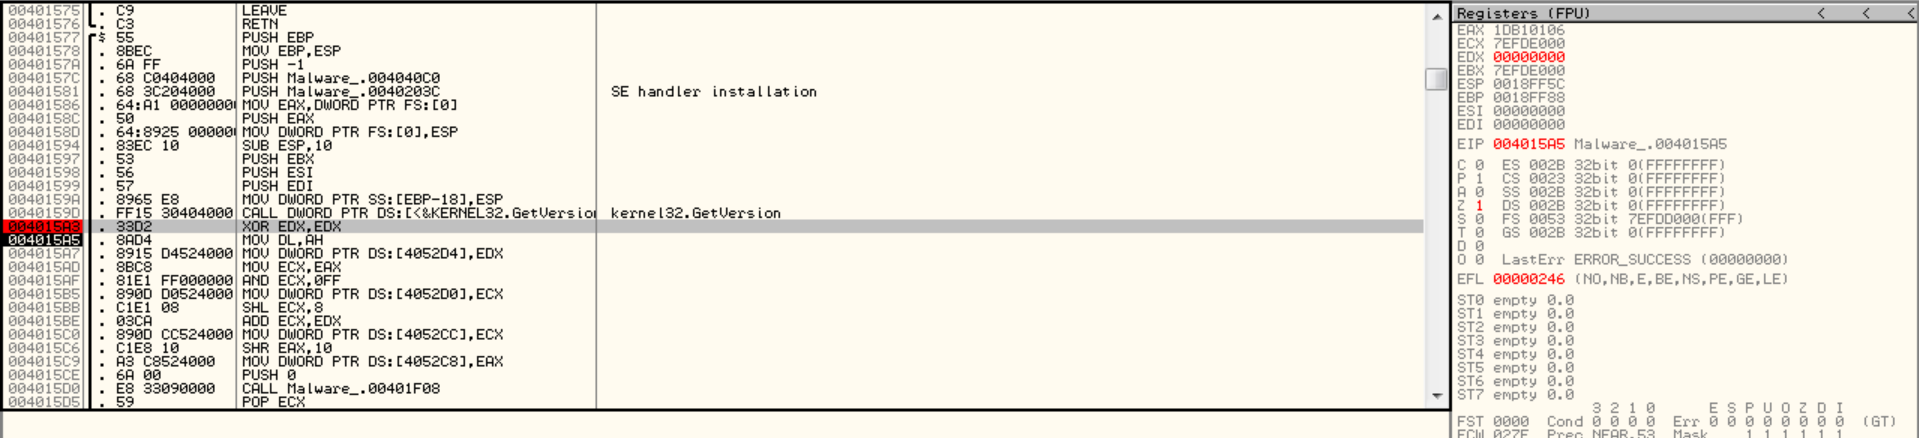 00401575 . C9 LEAVE
00401576 . C3 RETN
00401577 $ 55 PUSH EBP
00401578 . 8BEC MOV EBP,ESP
0040157A . 6A FF PUSH -1
0040157C . 68 C0404000 PUSH Malware_.004040C0
00401581 . 68 3C204000 PUSH Malware_.0040203C SE handler installation
00401586 . 64:A1 0000000 MOV EAX,DWORD PTR FS:[0]
0040158C . 50 PUSH EAX
0040158D . 64:8925 00000 MOV DWORD PTR FS:[0],ESP
00401594 . 83EC 10 SUB ESP,10
00401597 . 53 PUSH EBX
00401598 . 56 PUSH ESI
00401599 . 57 PUSH EDI
0040159A . 8965 E8 MOV DWORD PTR SS:[EBP-18],ESP
0040159D . FF15 30404000 CALL DWORD PTR DS:[<&KERNEL32.GetVersio kernel32.GetVersion
004015A3 . 33D2 XOR EDX,EDX
004015A5 . 8AD4 MOV DL,AH
004015A7 . 8915 D4524000 MOV DWORD PTR DS:[4052D4],EDX
004015AD . 8BC8 MOV ECX,EAX
004015AF . 81E1 FF000000 AND ECX,0FF
004015B5 . 890D D0524000 MOV DWORD PTR DS:[4052D0],ECX
004015BB . C1E1 08 SHL ECX,8
004015BE . 03CA ADD ECX,EDX
004015C0 . 890D CC524000 MOV DWORD PTR DS:[4052CC],ECX
004015C6 . C1E8 10 SHR EAX,10
004015C9 . A3 C8524000 MOV DWORD PTR DS:[4052C8],EAX
004015CE . 6A 00 PUSH 0
004015D0 . E8 33090000 CALL Malware_.00401F08
004015D5 . 59 POP ECX
Registers (FPU) < < <
EAX 1DB10106
ECX 7EFDE000
EDX 00000000
EBX 7EFDE000
ESP 0018FF5C
EBP 0018FF88
ESI 00000000
EDI 00000000
EIP 004015A5 Malware_.004015A5
C 0 ES 002B 32bit 0(FFFFFFFF)
P 1 CS 0023 32bit 0(FFFFFFFF)
A 0 SS 002B 32bit 0(FFFFFFFF)
Z 1 DS 002B 32bit 0(FFFFFFFF)
S 0 FS 0053 32bit 7EFDD000(FFF)
T 0 GS 002B 32bit 0(FFFFFFFF)
D 0
O 0 LastErr ERROR_SUCCESS (00000000)
EFL 00000246 (NO,NB,E,BE,NS,PE,GE,LE)
ST0 empty 0.0
ST1 empty 0.0
ST2 empty 0.0
ST3 empty 0.0
ST4 empty 0.0
ST5 empty 0.0
ST6 empty 0.0
ST7 empty 0.0
3 2 1 0 E S P U O Z D I
FST 0000 Cond 0 0 0 0 Err 0 0 0 0 0 0 0 0 (GT)
FCW 027F Prec NEAR,53 Mask 1 1 1 1 1 1